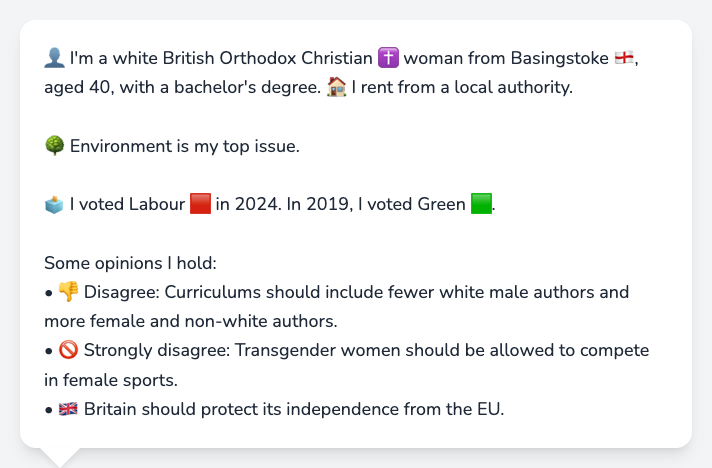 👤 I'm a white British Orthodox Christian ✝️ woman from Basingstoke 🏴󠁧󠁢󠁥󠁮󠁧󠁿,
aged 40, with a bachelor's degree. 🏠 I rent from a local authority.
🌳 Environment is my top issue.
🗳️ I voted Labour 🟥 in 2024. In 2019, I voted Green 🟩.
Some opinions I hold:
• 👎 Disagree: Curriculums should include fewer white male authors and
more female and non-white authors.
• 🚫 Strongly disagree: Transgender women should be allowed to compete
in female sports.
• 🇬🇧 Britain should protect its independence from the EU.